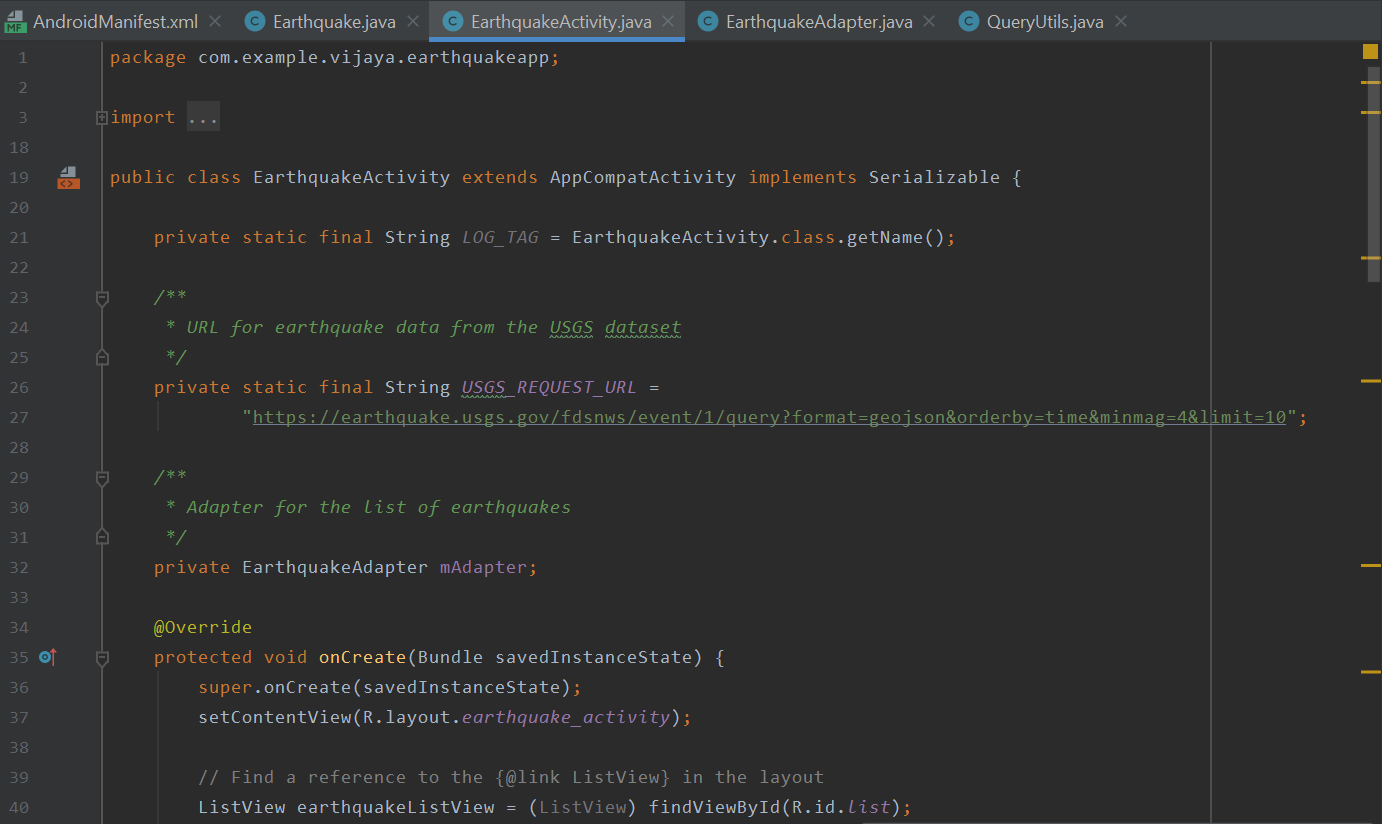 AndroidManifest.xml × C Earthquake.java × C EarthquakeActivity.java × C EarthquakeAdapter.java × C QueryUtils.java ×
MF
1 package com.example.vijaya.earthquakeapp;
2
3 import ...
18
19 public class EarthquakeActivity extends AppCompatActivity implements Serializable {
20
21 private static final String LOG_TAG = EarthquakeActivity.class.getName();
22
23 /**
24 * URL for earthquake data from the USGS dataset
25 */
26 private static final String USGS_REQUEST_URL =
27 "https://earthquake.usgs.gov/fdsnws/event/1/query?format=geojson&orderby=time&minmag=4&limit=10";
28
29 /**
30 * Adapter for the list of earthquakes
31 */
32 private EarthquakeAdapter mAdapter;
33
34 @Override
35 protected void onCreate(Bundle savedInstanceState) {
36 super.onCreate(savedInstanceState);
37 setContentView(R.layout.earthquake_activity);
38
39 // Find a reference to the {@link ListView} in the layout
40 ListView earthquakeListView = (ListView) findViewById(R.id.list);